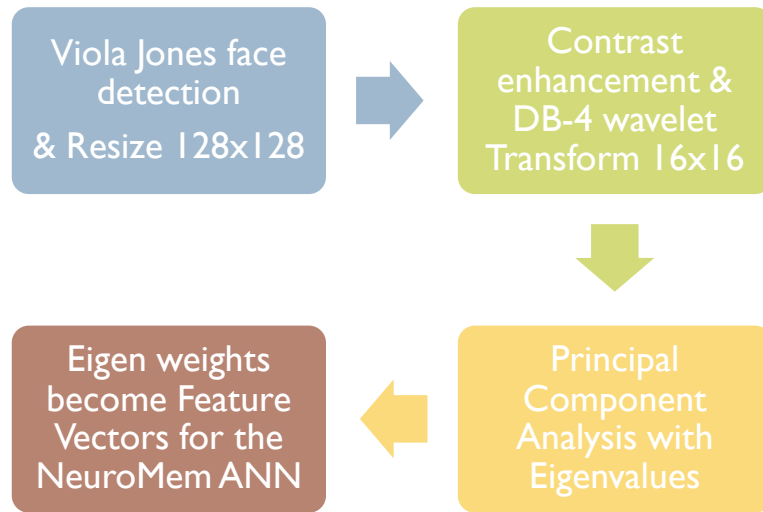 Viola Jones face
detection
& Resize 128x128
Contrast
enhancement &
DB-4 wavelet
Transform 16x16
Principal
Component
Analysis with
Eigenvalues
Eigen weights
become Feature
Vectors for the
NeuroMem ANN